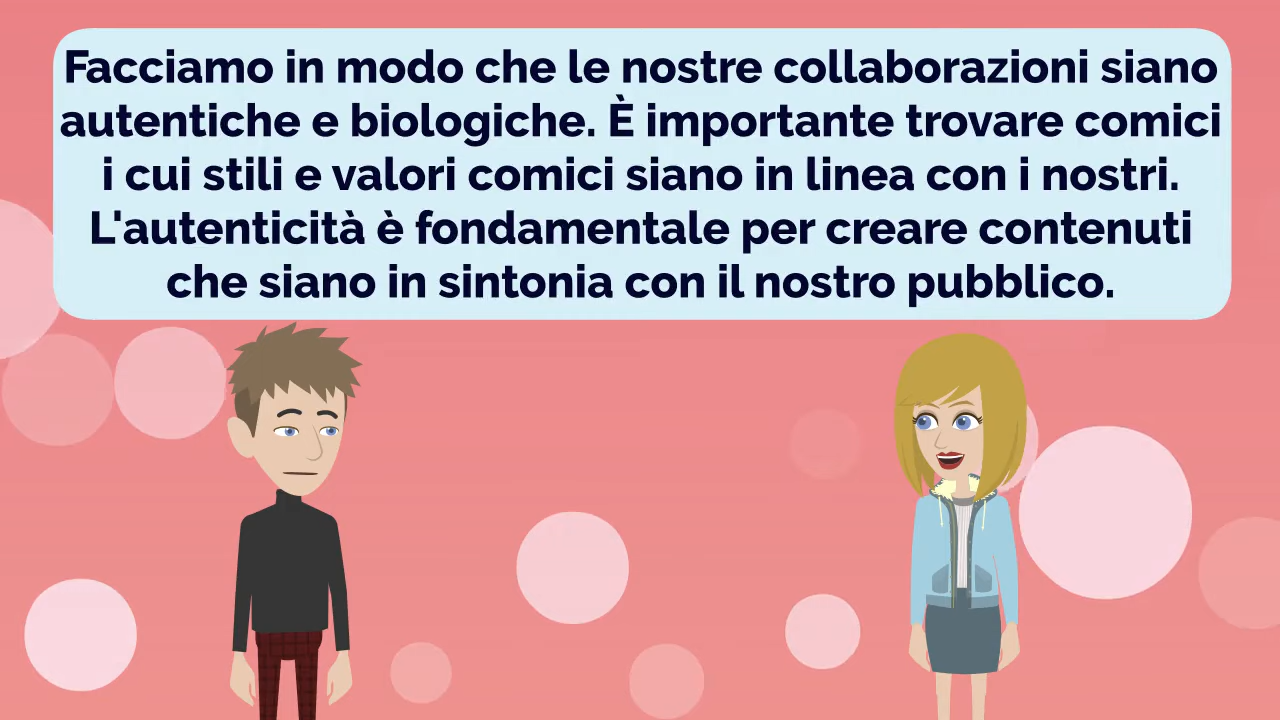 Facciamo in modo che le nostre collaborazioni siano
autentiche e biologiche. È importante trovare comici
i cui stili e valori comici siano in linea con i nostri.
L'autenticità è fondamentale per creare contenuti
che siano in sintonia con il nostro pubblico.